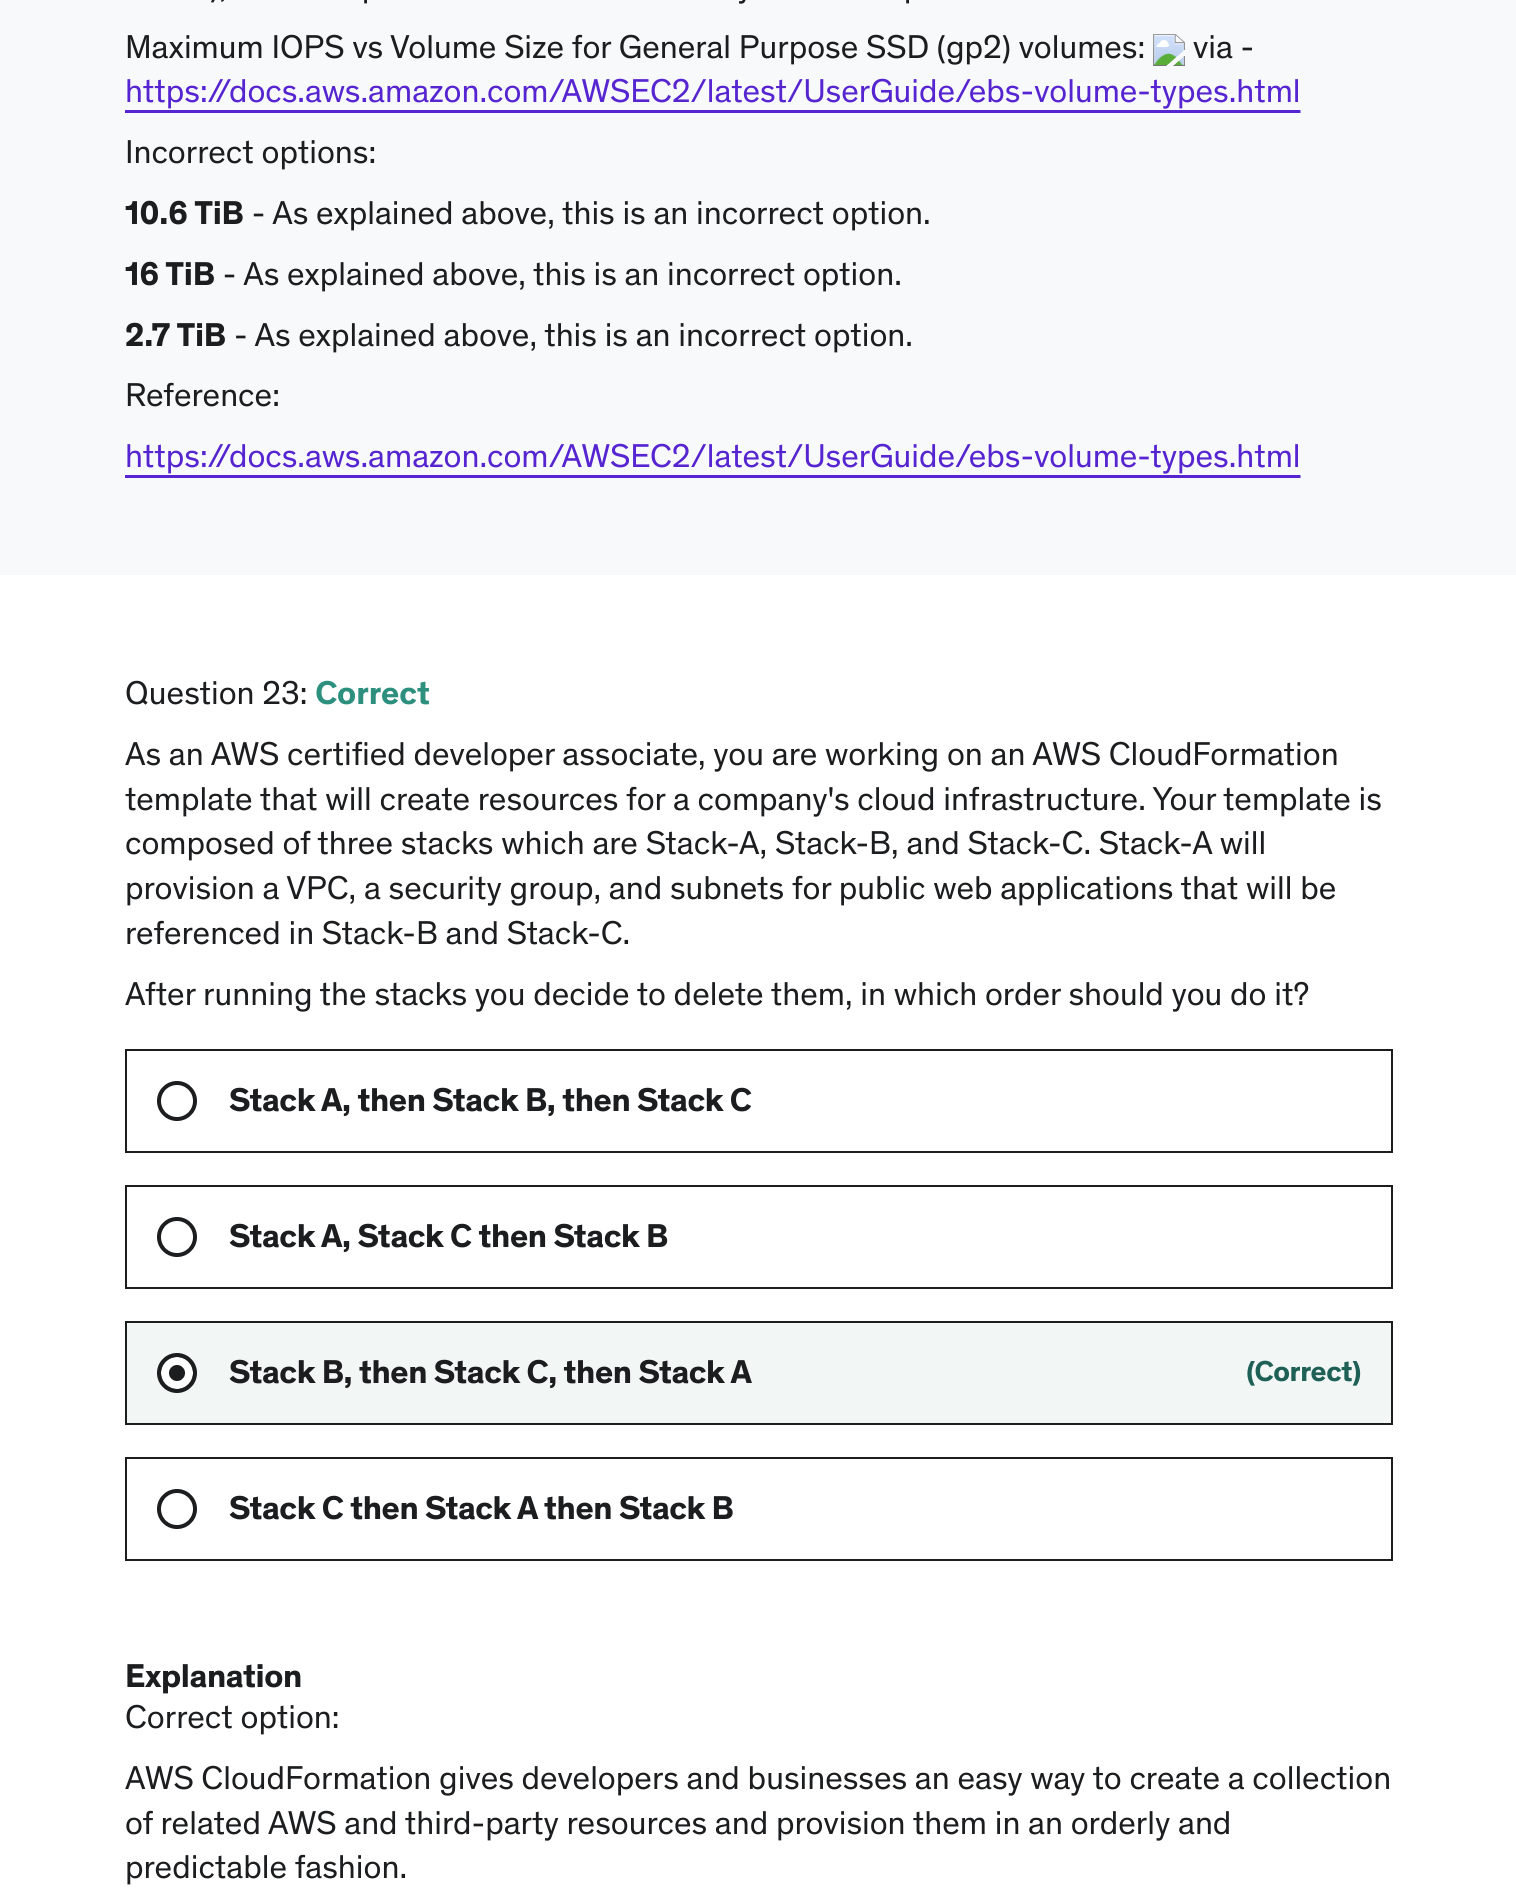 Maximum IOPS vs Volume Size for General Purpose SSD (gp2) volumes: via -
https://docs.aws.amazon.com/AWSEC2/latest/UserGuide/ebs-volume-types.html
Incorrect options:
10.6 TiB - As explained above, this is an incorrect option.
16 TiB - As explained above, this is an incorrect option.
2.7 TiB - As explained above, this is an incorrect option.
Reference:
https://docs.aws.amazon.com/AWSEC2/latest/UserGuide/ebs-volume-types.html
Question 23: Correct
As an AWS certified developer associate, you are working on an AWS CloudFormation
template that will create resources for a company's cloud infrastructure. Your template is
composed of three stacks which are Stack-A, Stack-B, and Stack-C. Stack-A will
provision a VPC, a security group, and subnets for public web applications that will be
referenced in Stack-B and Stack-C.
After running the stacks you decide to delete them, in which order should you do it?
Stack A, then Stack B, then Stack C
Stack A, Stack C then Stack B
Stack B, then Stack C, then Stack A (Correct)
Stack C then Stack A then Stack B
Explanation
Correct option:
AWS CloudFormation gives developers and businesses an easy way to create a collection
of related AWS and third-party resources and provision them in an orderly and
predictable fashion.